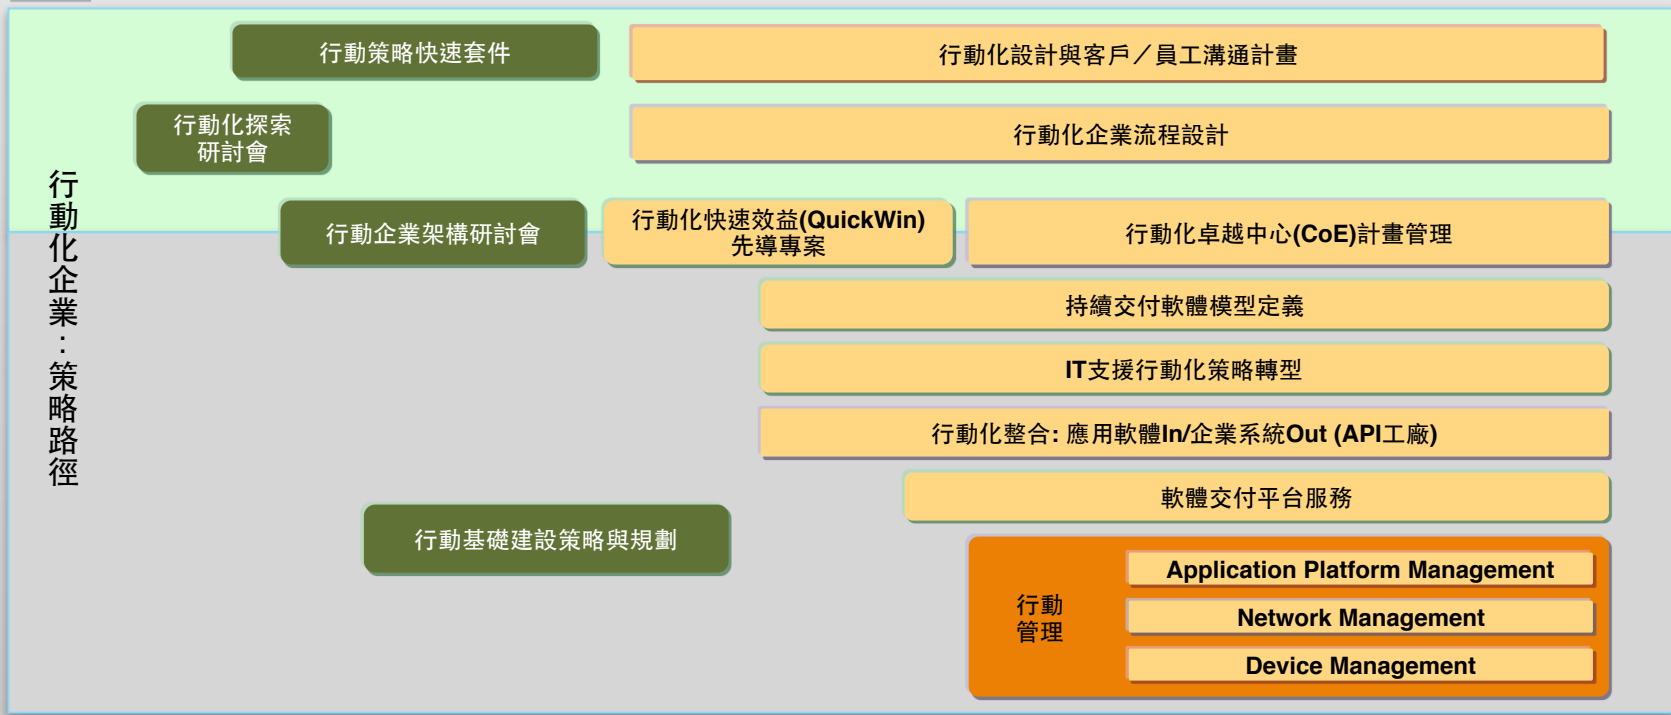 行動化企業：策略路徑
行動策略快速套件
行動化設計與客戶／員工溝通計畫
行動化探索
研討會
行動化企業流程設計
行動企業架構研討會
行動化快速效益(QuickWin)
先導專案
行動化卓越中心(CoE)計畫管理
持續交付軟體模型定義
IT支援行動化策略轉型
行動化整合: 應用軟體In/企業系統Out (API工廠)
軟體交付平台服務
行動基礎建設策略與規劃
行動
管理
Application Platform Management
Network Management
Device Management